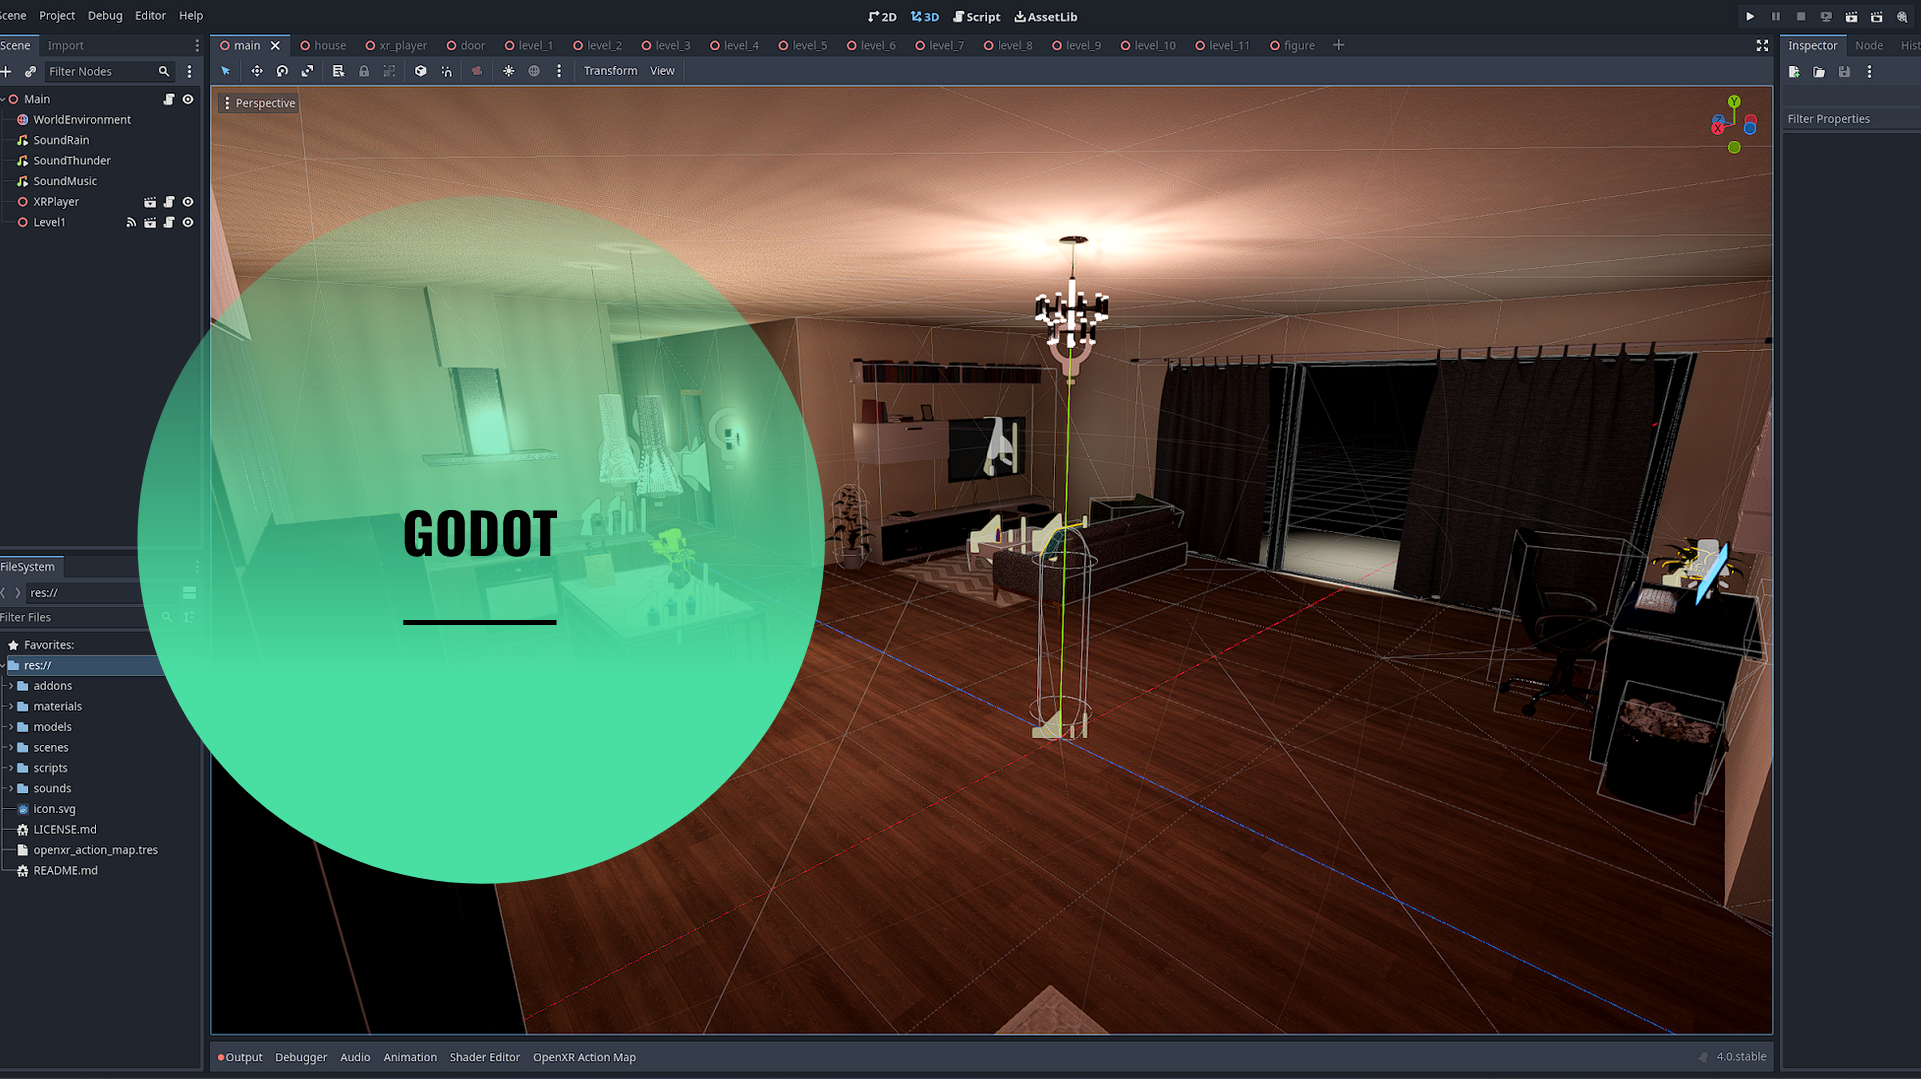 Scene Project Debug Editor Help
2D 3D Script AssetLib
Scene Import
main house xr_player door level_1 level_2 level_3 level_4 level_5 level_6 level_7 level_8 level_9 level_10 level_11 figure
Inspector Node Hist
Filter Nodes
Transform View
Main
Perspective
Y
Z
X
WorldEnvironment
Filter Properties
SoundRain
SoundThunder
SoundMusic
XRPlayer
Level1
GODOT
FileSystem
res://
Filter Files
Favorites:
res://
addons
materials
models
scenes
scripts
sounds
icon.svg
LICENSE.md
openxr_action_map.tres
README.md
Output Debugger Audio Animation Shader Editor OpenXR Action Map 4.0.stable